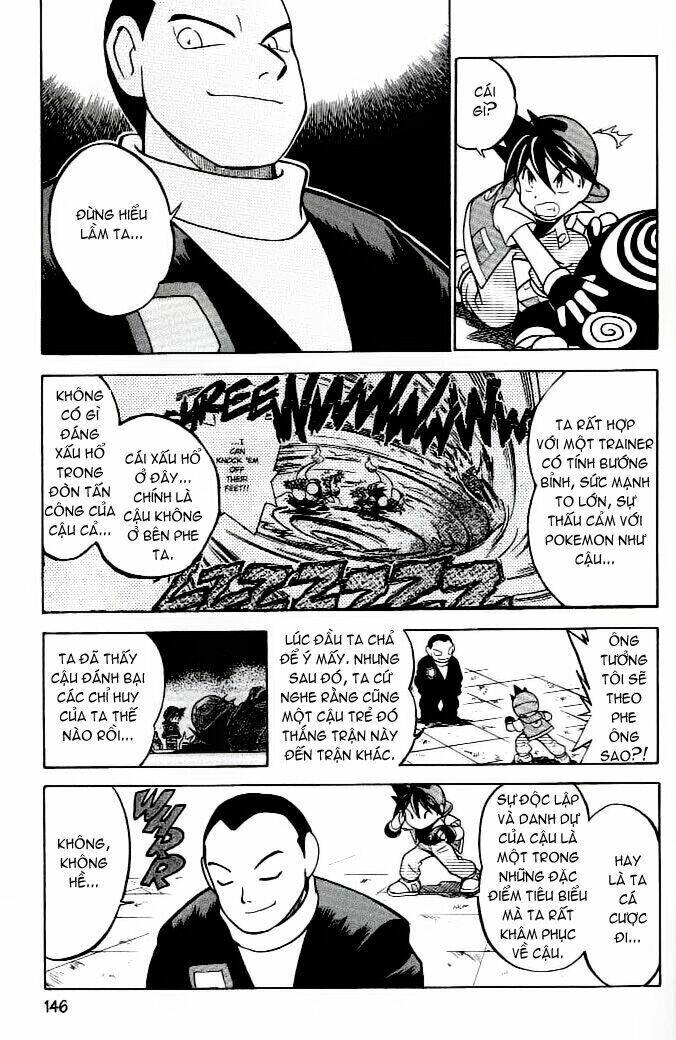 CÁI
GÌ?
ĐỪNG HIỂU
LẦM TA...
TA RẤT HỢP
VỚI MỘT TRAINER
CÓ TÍNH BƯỚNG
BỈNH, SỨC MẠNH
TO LỚN, SỰ
THẤU CẢM VỚI
POKEMON NHƯ
CẬU...
...I
CAN
KNOCK 'EM
OFF
THEIR
FEET!!
CÁI XẤU HỔ
Ở ĐÂY...
CHÍNH LÀ
CẬU KHÔNG
Ở BÊN PHE
TA.
KHÔNG
CÓ GÌ
ĐÁNG
XẤU HỔ
TRONG
ĐÒN TẤN
CÔNG CỦA
CẬU CẢ...
ÔNG
TƯỞNG
TÔI SẼ
THEO
PHE
ÔNG
SAO?!
LÚC ĐẦU TA CHẢ
ĐỂ Ý MẤY. NHƯNG
SAU ĐÓ, TA CỨ
NGHE RẰNG CŨNG
MỘT CẬU TRẺ ĐÓ
THẮNG TRẬN NÀY
ĐẾN TRẬN KHÁC.
TA ĐÃ THẤY
CẬU ĐÁNH BẠI
CÁC CHỈ HUY
CỦA TA THẾ
NÀO RỒI...
HAY
LÀ TA
CÁ
CƯỢC
ĐI...
SỰ ĐỘC LẬP
VÀ DANH DỰ
CỦA CẬU LÀ
MỘT TRONG
NHỮNG ĐẶC
ĐIỂM TIÊU BIỂU
MÀ TA RẤT
KHÂM PHỤC
VỀ CẬU.
WHPRR
KHÔNG,
KHÔNG
HỀ...
146